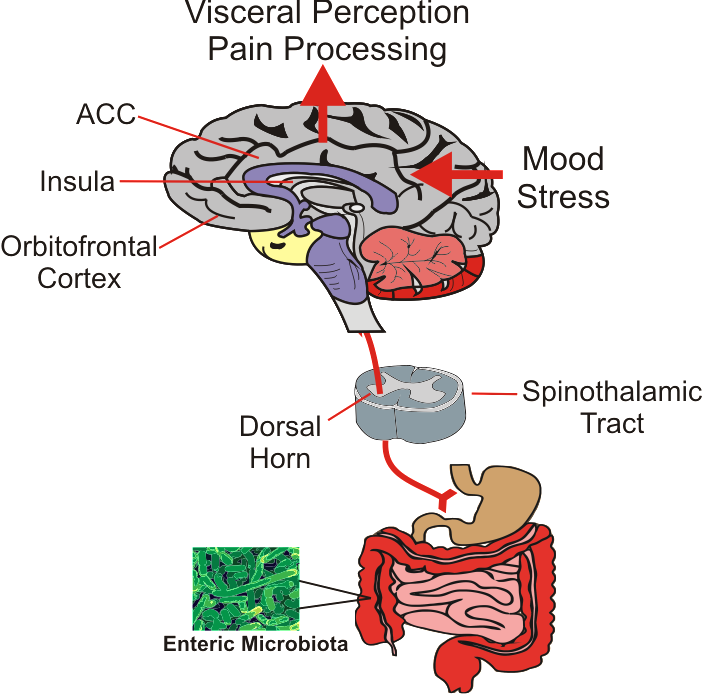 Visceral Perception
Pain Processing
ACC
Insula
Orbitofrontal
Cortex
Mood
Stress
Dorsal
Horn
Spinothalamic
Tract
Enteric Microbiota